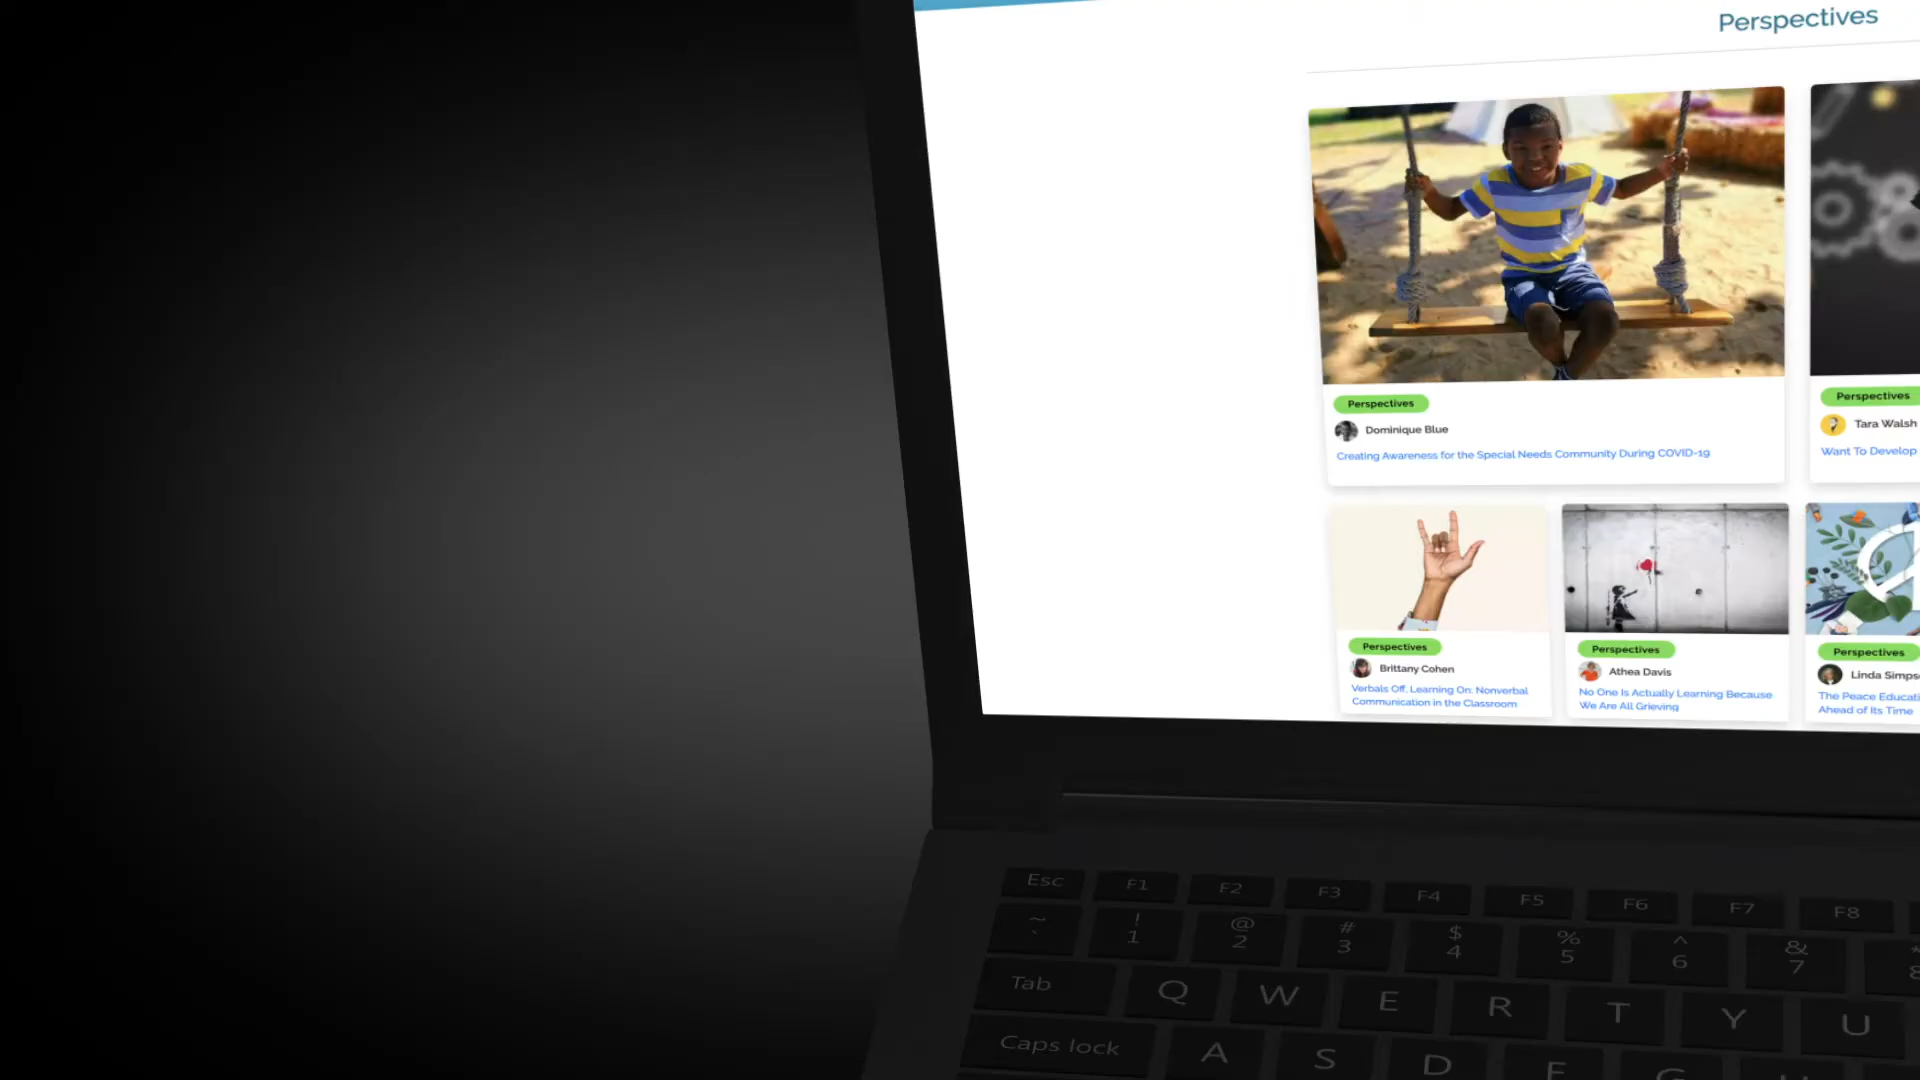 Perspectives
Perspectives
Dominique Blue
Creating Awareness for the Special Needs Community During COVID-19
Perspectives
Tara Walsh
Want To Develop
Perspectives
Brittany Cohen
Verbals Off, Learning On: Nonverbal
Communication in the Classroom
Perspectives
Athea Davis
No One Is Actually Learning Because
We Are All Grieving
Perspectives
Linda
The Peace
Ahead of Its Time
Esc F1 F2 F3 F4 F5 F6 F7 F8
~ ! @ # $ % ^ &
` 1 2 3 4 5 6 7
Tab Q W E R T Y U
Caps lock A S D